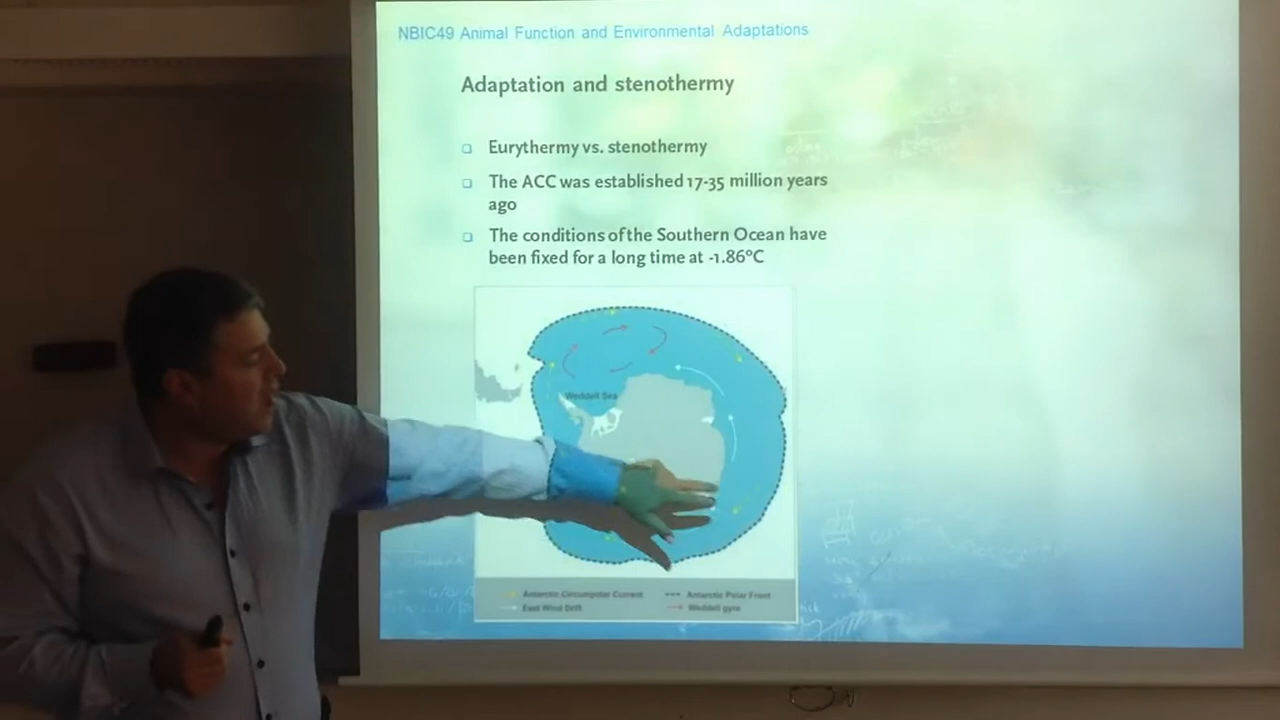 NBIC49 Animal Function and Environmental Adaptations
Adaptation and stenothermy
Eurythermy vs. stenothermy
The ACC was established 17-35 million years
ago
The conditions of the Southern Ocean have
been fixed for a long time at -1.86°C
Weddell Sea
Antarctic Circumpolar Current
Antarctic Polar Front
East Wind Drift
Weddell gyre